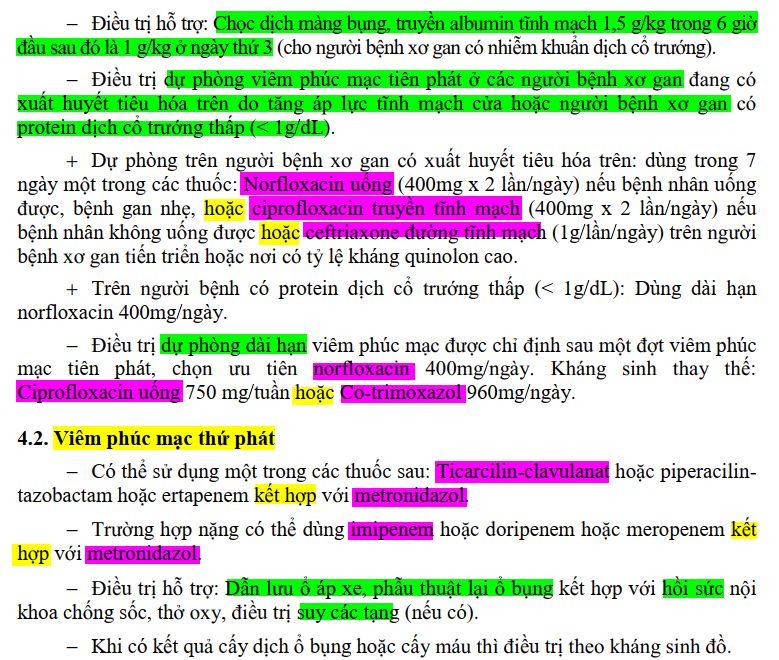 – Điều trị hỗ trợ: Chọc dịch màng bụng, truyền albumin tĩnh mạch 1,5 g/kg trong 6 giờ
đầu sau đó là 1 g/kg ở ngày thứ 3 (cho người bệnh xơ gan có nhiễm khuẩn dịch cổ trướng).
– Điều trị dự phòng viêm phúc mạc tiên phát ở các người bệnh xơ gan đang có
xuất huyết tiêu hóa trên do tăng áp lực tĩnh mạch cửa hoặc người bệnh xơ gan có
protein dịch cổ trướng thấp (< 1g/dL).
+ Dự phòng trên người bệnh xơ gan có xuất huyết tiêu hóa trên: dùng trong 7
ngày một trong các thuốc: Norfloxacin uống (400mg x 2 lần/ngày) nếu bệnh nhân uống
được, bệnh gan nhẹ, hoặc ciprofloxacin truyền tĩnh mạch (400mg x 2 lần/ngày) nếu
bệnh nhân không uống được hoặc ceftriaxone đường tĩnh mạch (1g/lần/ngày) trên người
bệnh xơ gan tiến triển hoặc nơi có tỷ lệ kháng quinolon cao.
+ Trên người bệnh có protein dịch cổ trướng thấp (< 1g/dL): Dùng dài hạn
norfloxacin 400mg/ngày.
– Điều trị dự phòng dài hạn viêm phúc mạc được chỉ định sau một đợt viêm phúc
mạc tiên phát, chọn ưu tiên norfloxacin 400mg/ngày. Kháng sinh thay thế:
Ciprofloxacin uống 750 mg/tuần hoặc Co-trimoxazol 960mg/ngày.
4.2. Viêm phúc mạc thứ phát
– Có thể sử dụng một trong các thuốc sau: Ticarcilin-clavulanat hoặc piperacilin-
tazobactam hoặc ertapenem kết hợp với metronidazol.
– Trường hợp nặng có thể dùng imipenem hoặc doripenem hoặc meropenem kết
hợp với metronidazol.
– Điều trị hỗ trợ: Dẫn lưu ổ áp xe, phẫu thuật lại ổ bụng kết hợp với hồi sức nội
khoa chống sốc, thở oxy, điều trị suy các tạng (nếu có).
– Khi có kết quả cấy dịch ổ bụng hoặc cấy máu thì điều trị theo kháng sinh đồ.